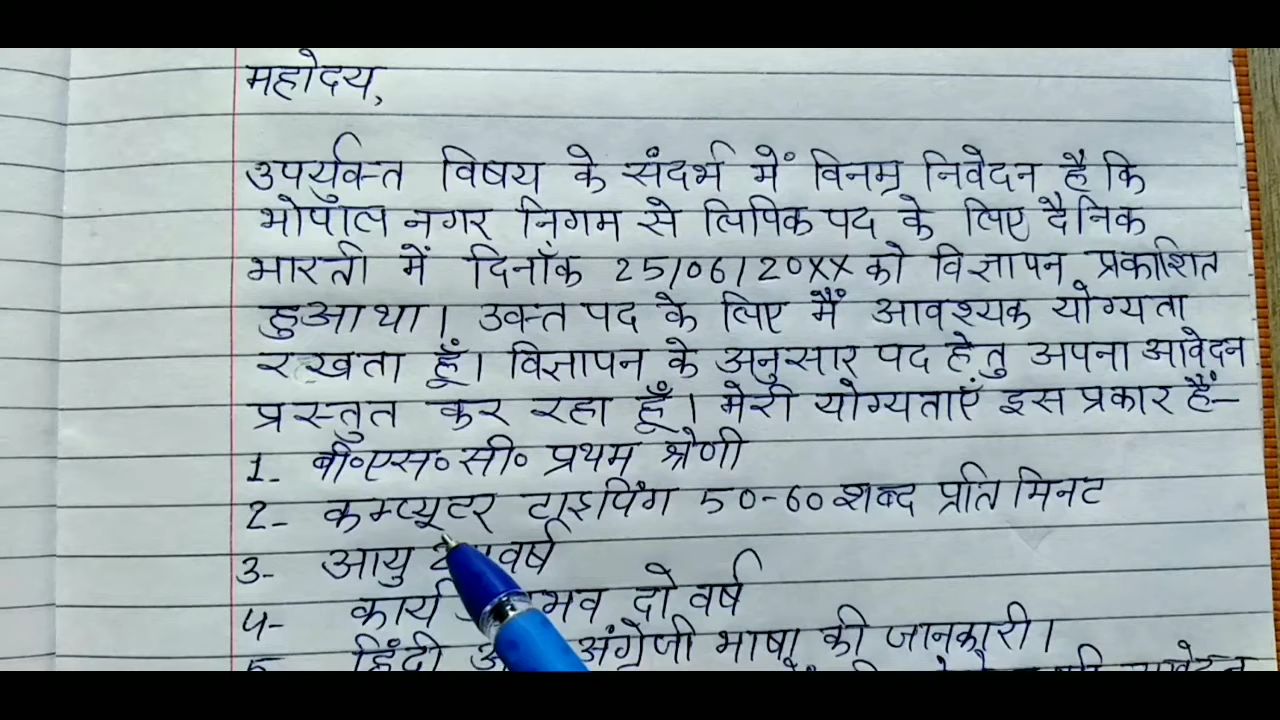 महोदय,
उपर्युक्त विषय के संदर्भ में विनम्र निवेदन है कि
भोपाल नगर निगम से लिपिक पद के लिए दैनिक
भारती में दिनाँक 25/06/20XX को विज्ञापन प्रकाशित
हुआ था। उक्त पद के लिए मैं आवश्यक योग्यता
रखता हूँ। विज्ञापन के अनुसार पद हेतु अपना आवेदन
प्रस्तुत कर रहा हूँ। मेरी योग्यताएँ इस प्रकार हैं-
1. बी०एस०सी० प्रथम श्रेणी
2- कम्प्यूटर टाइपिंग 50-60 शब्द प्रति मिनट
3- आयु वर्ष
4- कार्य दो वर्ष
हिंदी अंग्रेजी भाषा की जानकारी।